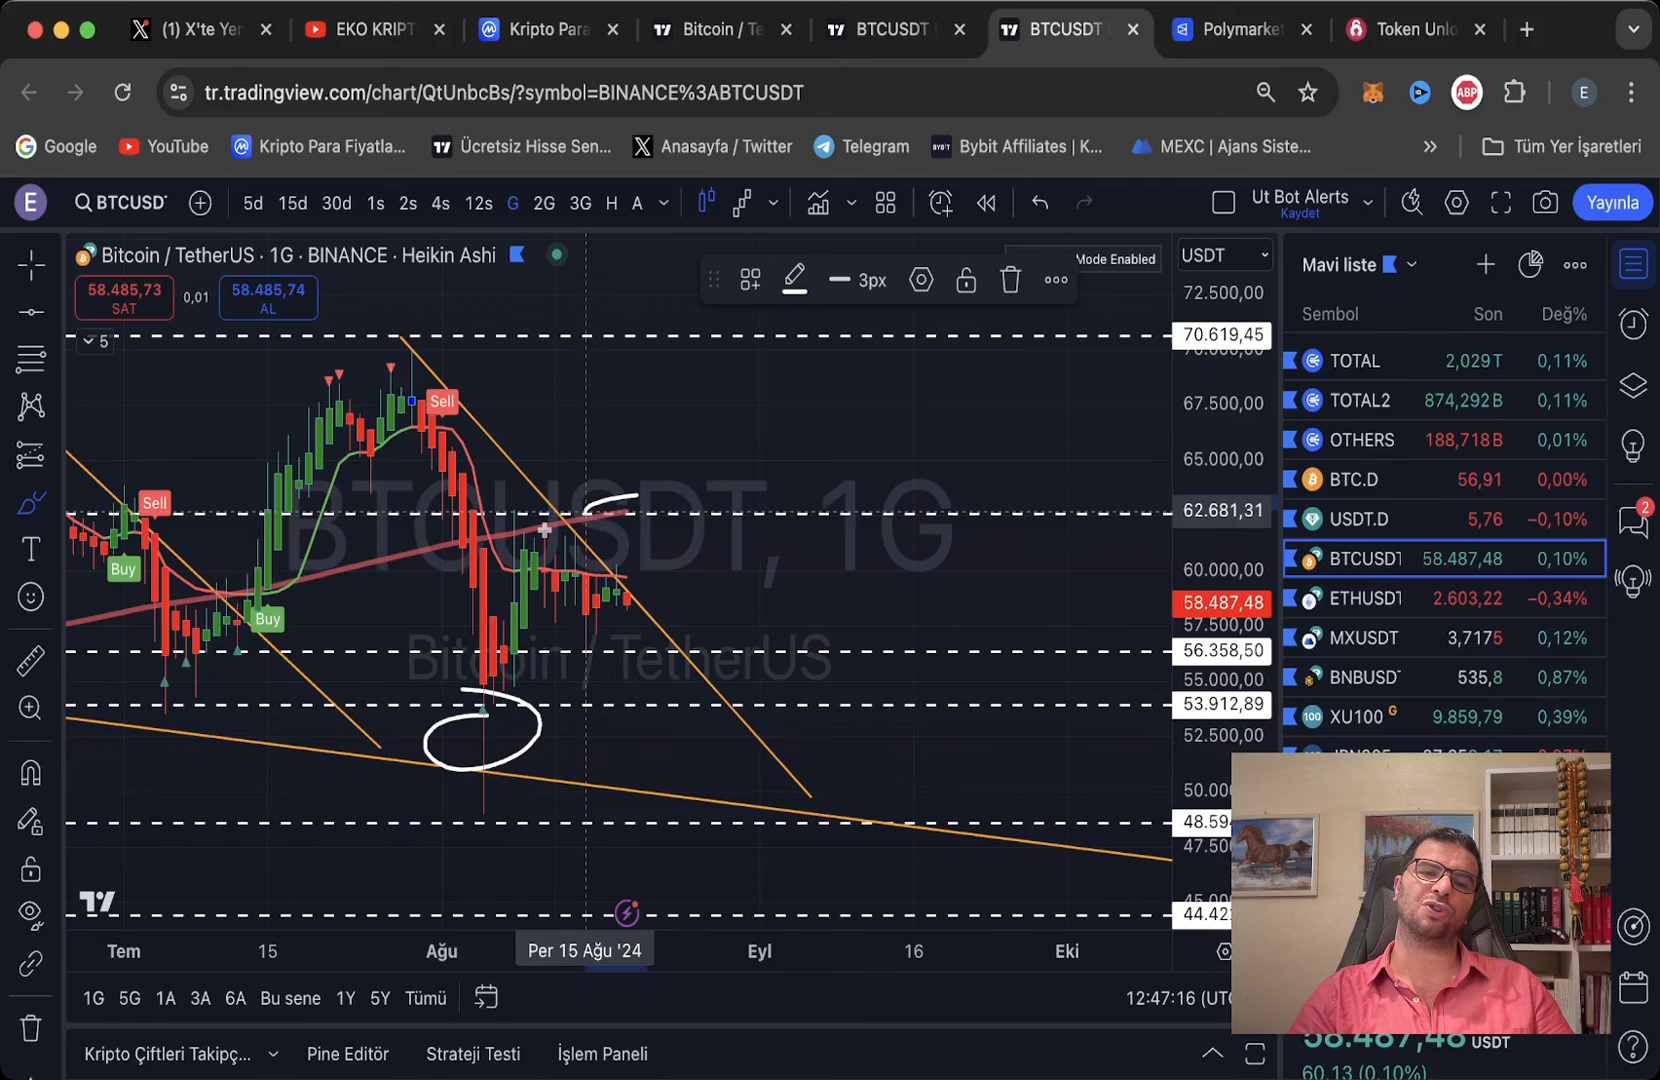 (1) X'te Yer
EKO KRIPT
Kripto Para
Bitcoin / Te
BTCUSDT
BTCUSDT
Polymarke
Token Unlo
tr.tradingview.com/chart/QtUnbcBs/?symbol=BINANCE%3ABTCUSDT
ABP
E
Google
YouTube
Kripto Para Fiyatla...
Ücretsiz Hisse Sen...
Anasayfa / Twitter
Telegram
Bybit Affiliates | K...
MEXC | Ajans Siste...
Tüm Yer İşaretleri
E
BTCUSD
5d 15d 30d 1s 2s 4s 12s G 2G 3G H A
Ut Bot Alerts
Kaydet
Yayınla
Bitcoin / TetherUS · 1G · BINANCE · Heikin Ashi
Mode Enabled
USDT
58.485,73
SAT
0,01
58.485,74
AL
3px
5
Sell
Sell
Buy
Buy
BTCUSDT, 1G
Bitcoin / TetherUS
72.500,00
70.619,45
70.000,00
67.500,00
65.000,00
62.681,31
60.000,00
58.487,48
57.500,00
56.358,50
55.000,00
53.912,89
52.500,00
50.000
48.594
47.500
44.42
Tem 15 Ağu Per 15 Ağu '24 Eyl 16 Eki
1G 5G 1A 3A 6A Bu sene 1Y 5Y Tümü
12:47:16 (UTC
Kripto Çiftleri Takipç...
Pine Editör
Strateji Testi
İşlem Paneli
Mavi liste
Sembol Son Değ%
TOTAL 2,029T 0,11%
TOTAL2 874,292B 0,11%
OTHERS 188,718B 0,01%
BTC.D 56,91 0,00%
USDT.D 5,76 −0,10%
BTCUSDT 58.487,48 0,10%
ETHUSDT 2.603,22 −0,34%
MXUSDT 3,7175 0,12%
BNBUSDT 535,8 0,87%
XU100 G 9.859,79 0,39%
2
58.487,48 USDT
60.13 (0.10%)